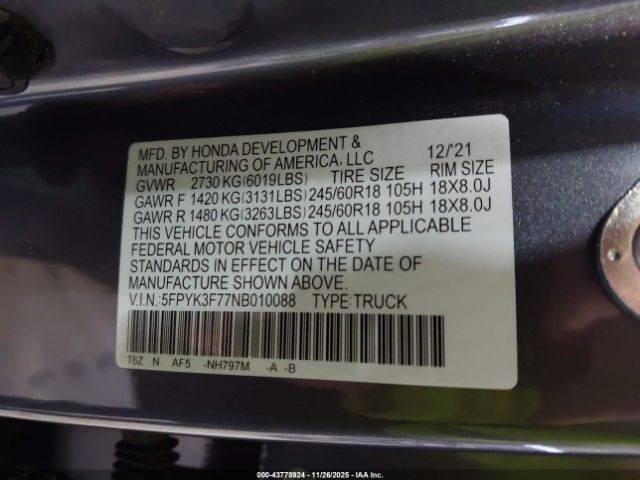 MFD. BY HONDA DEVELOPMENT &
MANUFACTURING OF AMERICA, LLC 12/'21
GVWR 2730 KG(6019LBS) TIRE SIZE RIM SIZE
GAWR F 1420 KG(3131LBS) 245/60R18 105H 18X8.0J
GAWR R 1480 KG(3263LBS) 245/60R18 105H 18X8.0J
THIS VEHICLE CONFORMS TO ALL APPLICABLE
FEDERAL MOTOR VEHICLE SAFETY
STANDARDS IN EFFECT ON THE DATE OF
MANUFACTURE SHOWN ABOVE.
V.I.N.: 5FPYK3F77NB010088 TYPE: TRUCK
T6Z N AF5 -NH797M -A -B
000-43778924 | 11/26/2025 | IAA Inc.